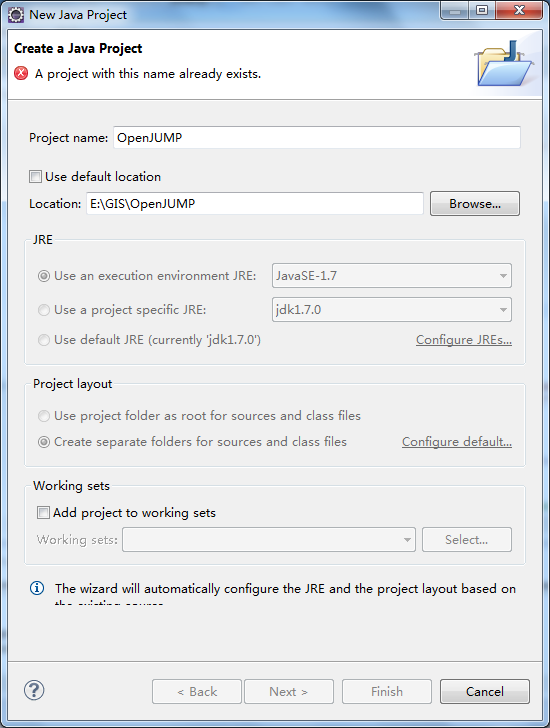 New Java Project
Create a Java Project
A project with this name already exists.
Project name: OpenJUMP
Use default location
Location: E:\GIS\OpenJUMP Browse...
JRE
Use an execution environment JRE: JavaSE-1.7
Use a project specific JRE: jdk1.7.0
Use default JRE (currently 'jdk1.7.0') Configure JREs...
Project layout
Use project folder as root for sources and class files
Create separate folders for sources and class files Configure default...
Working sets
Add project to working sets
Working sets: Select...
The wizard will automatically configure the JRE and the project layout based on
the existing source.
< Back Next > Finish Cancel